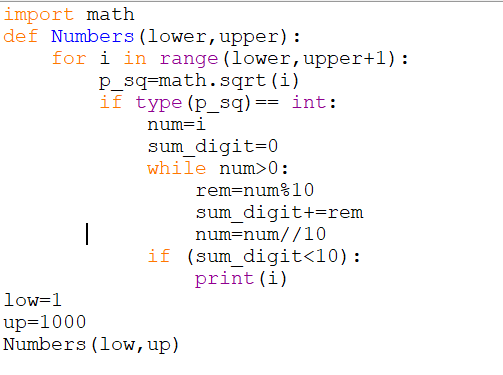 import math
def Numbers(lower,upper):
    for i in range(lower,upper+1):
        p_sq=math.sqrt(i)
        if type(p_sq)== int:
            num=i
            sum_digit=0
            while num>0:
                rem=num%10
                sum_digit+=rem
                num=num//10
            if (sum_digit<10):
                print(i)
low=1
up=1000
Numbers(low,up)